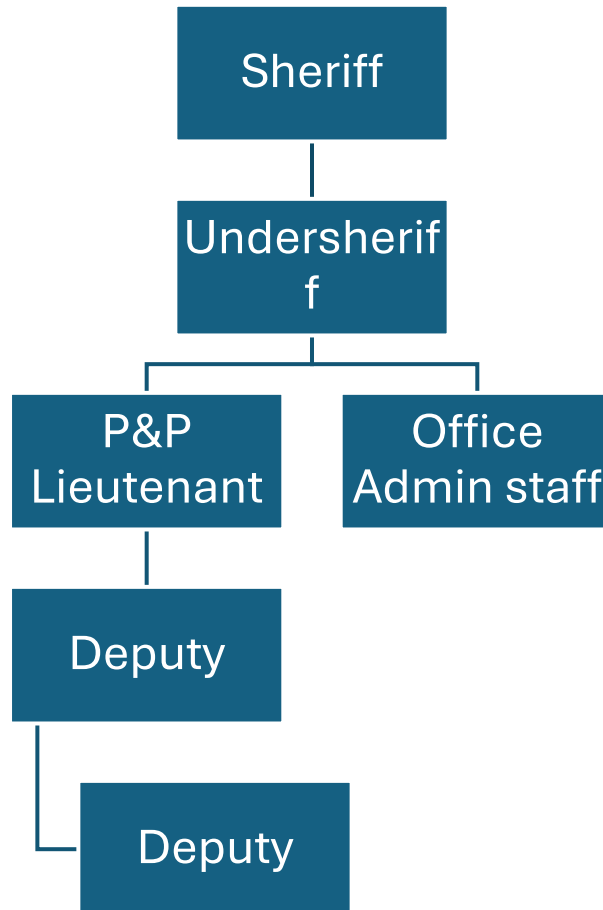 Sheriff
Undersherif
f
P&P
Lieutenant
Office
Admin staff
Deputy
Deputy